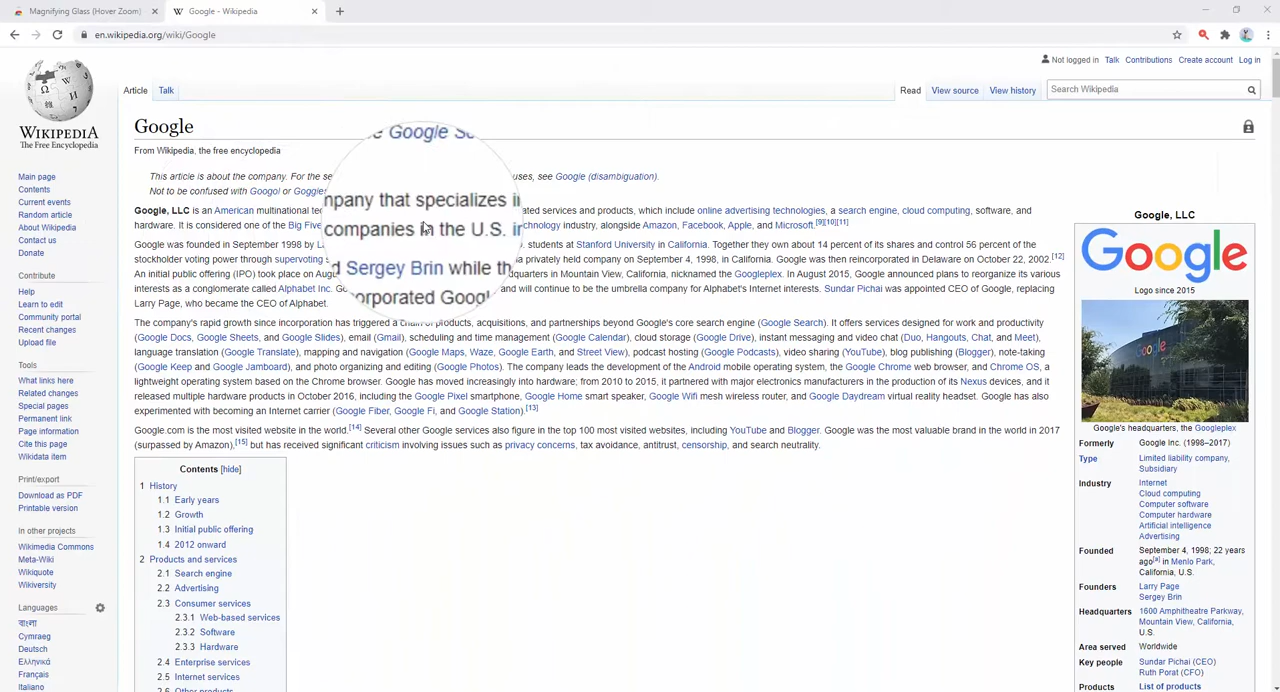 Magnifying Glass (Hover Zoom)
Google - Wikipedia
en.wikipedia.org/wiki/Google
Not logged in Talk Contributions Create account Log in
Article Talk
Read View source View history
Search Wikipedia
WIKIPEDIA
The Free Encyclopedia
Main page
Contents
Current events
Random article
About Wikipedia
Contact us
Donate
Contribute
Help
Learn to edit
Community portal
Recent changes
Upload file
Tools
What links here
Related changes
Special pages
Permanent link
Page information
Cite this page
Wikidata item
Print/export
Download as PDF
Printable version
In other projects
Wikimedia Commons
Meta-Wiki
Wikiquote
Wikiversity
Languages
বাংলা
Cymraeg
Deutsch
Ελληνικά
Français
Italiano
Google
From Wikipedia, the free encyclopedia
This article is about the company. For the se
uses, see Google (disambiguation).
Not to be confused with Googol or Goggles
Google, LLC is an American multinational te
ated services and products, which include online advertising technologies, a search engine, cloud computing, software, and
hardware. It is considered one of the Big Five
chnology industry, alongside Amazon, Facebook, Apple, and Microsoft.[9][10][11]
Google was founded in September 1998 by L
students at Stanford University in California. Together they own about 14 percent of its shares and control 56 percent of the
stockholder voting power through supervoting s
privately held company on September 4, 1998, in California. Google was then reincorporated in Delaware on October 22, 2002.[12]
An initial public offering (IPO) took place on Aug
dquarters in Mountain View, California, nicknamed the Googleplex. In August 2015, Google announced plans to reorganize its various
interests as a conglomerate called Alphabet Inc. Go
and will continue to be the umbrella company for Alphabet's Internet interests. Sundar Pichai was appointed CEO of Google, replacing
Larry Page, who became the CEO of Alphabet.
Google S
npany that specializes i
companies in the U.S. i
d Sergey Brin while th
orporated Googl
The company's rapid growth since incorporation has triggered a chain of products, acquisitions, and partnerships beyond Google's core search engine (Google Search). It offers services designed for work and productivity
(Google Docs, Google Sheets, and Google Slides), email (Gmail), scheduling and time management (Google Calendar), cloud storage (Google Drive), instant messaging and video chat (Duo, Hangouts, Chat, and Meet),
language translation (Google Translate), mapping and navigation (Google Maps, Waze, Google Earth, and Street View), podcast hosting (Google Podcasts), video sharing (YouTube), blog publishing (Blogger), note-taking
(Google Keep and Google Jamboard), and photo organizing and editing (Google Photos). The company leads the development of the Android mobile operating system, the Google Chrome web browser, and Chrome OS, a
lightweight operating system based on the Chrome browser. Google has moved increasingly into hardware; from 2010 to 2015, it partnered with major electronics manufacturers in the production of its Nexus devices, and it
released multiple hardware products in October 2016, including the Google Pixel smartphone, Google Home smart speaker, Google Wifi mesh wireless router, and Google Daydream virtual reality headset. Google has also
experimented with becoming an Internet carrier (Google Fiber, Google Fi, and Google Station).[13]
Google.com is the most visited website in the world.[14] Several other Google services also figure in the top 100 most visited websites, including YouTube and Blogger. Google was the most valuable brand in the world in 2017
(surpassed by Amazon),[15] but has received significant criticism involving issues such as privacy concerns, tax avoidance, antitrust, censorship, and search neutrality.
Contents [hide]
1 History
1.1 Early years
1.2 Growth
1.3 Initial public offering
1.4 2012 onward
2 Products and services
2.1 Search engine
2.2 Advertising
2.3 Consumer services
2.3.1 Web-based services
2.3.2 Software
2.3.3 Hardware
2.4 Enterprise services
2.5 Internet services
2.6 Other products
Google, LLC
Google
Logo since 2015
Google
Google's headquarters, the Googleplex
Formerly Google Inc. (1998–2017)
Type Limited liability company,
Subsidiary
Industry Internet
Cloud computing
Computer software
Computer hardware
Artificial intelligence
Advertising
Founded September 4, 1998; 22 years
ago[a] in Menlo Park,
California, U.S.
Founders Larry Page
Sergey Brin
Headquarters 1600 Amphitheatre Parkway,
Mountain View, California,
U.S.
Area served Worldwide
Key people Sundar Pichai (CEO)
Ruth Porat (CFO)
Products List of products